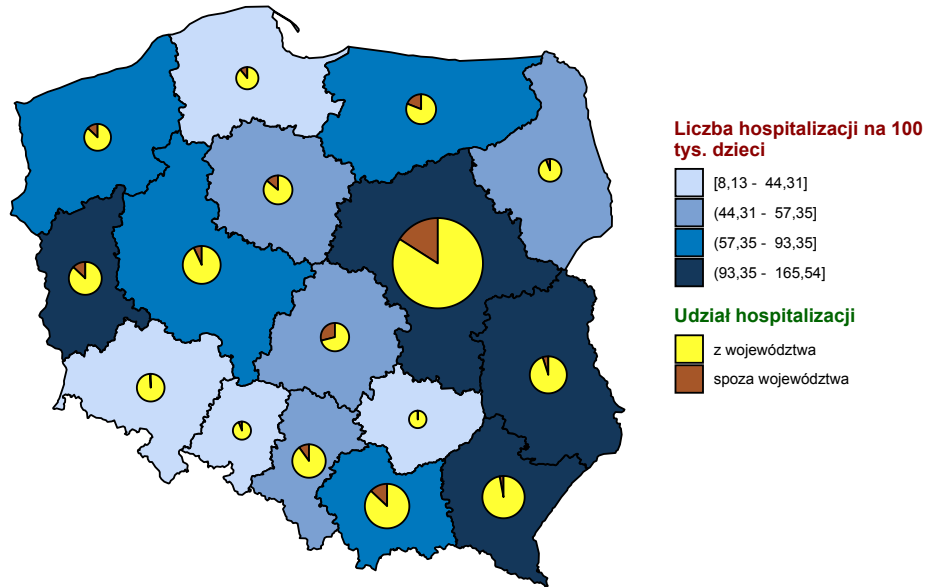 Liczba hospitalizacji na 100
tys. dzieci
[8,13 - 44,31]
(44,31 - 57,35]
(57,35 - 93,35]
(93,35 - 165,54]
Udział hospitalizacji
z województwa
spoza województwa